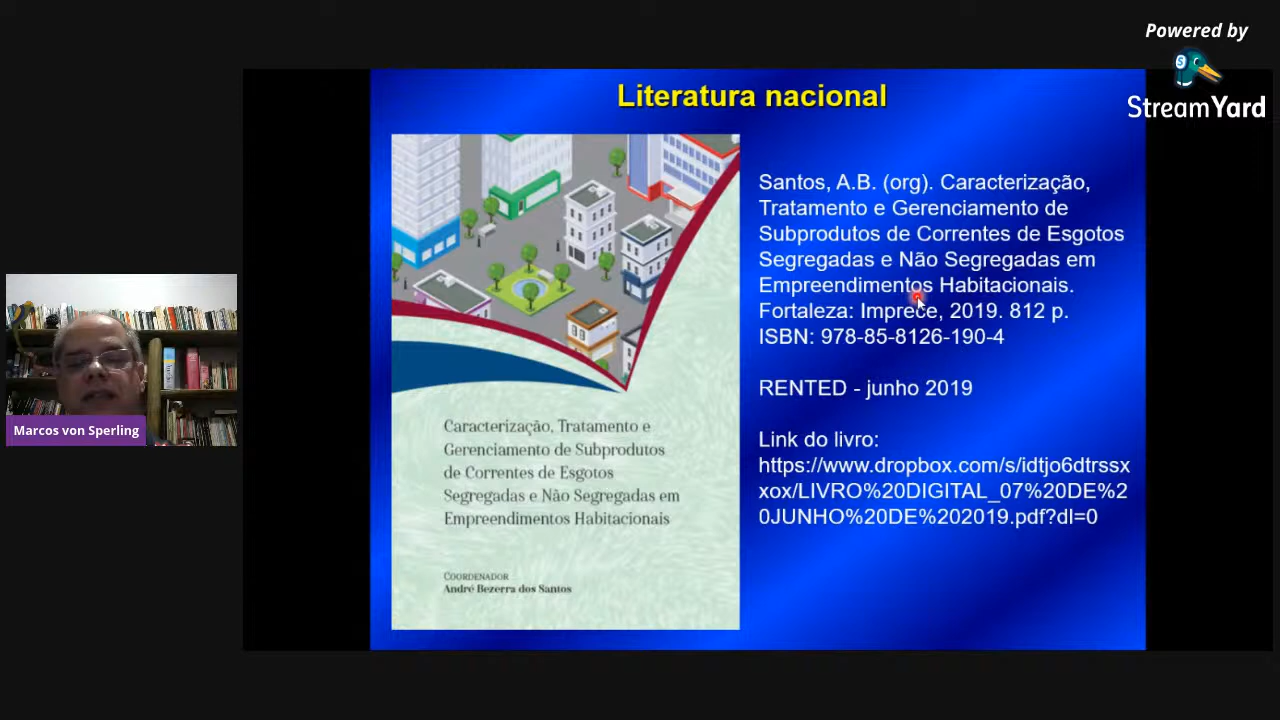 Powered by
StreamYard
Literatura nacional
Santos, A.B. (org). Caracterização,
Tratamento e Gerenciamento de
Subprodutos de Correntes de Esgotos
Segregadas e Não Segregadas em
Empreendimentos Habitacionais.
Fortaleza: Imprece, 2019. 812 p.
ISBN: 978-85-8126-190-4
RENTED - junho 2019
Link do livro:
https://www.dropbox.com/s/idtjo6dtrssx
xox/LIVRO%20DIGITAL_07%20DE%2
0JUNHO%20DE%202019.pdf?dl=0
Caracterização, Tratamento e
Gerenciamento de Subprodutos
de Correntes de Esgotos
Segregadas e Não Segregadas em
Empreendimentos Habitacionais
Coordenador
André Bezerra dos Santos
Marcos von Sperling